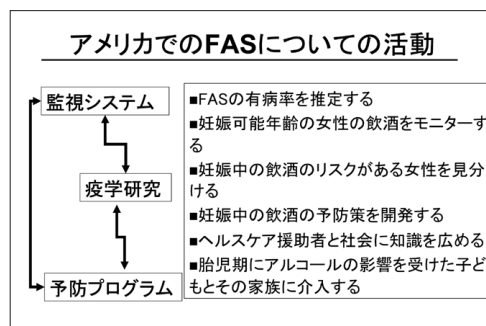 アメリカでのFASについての活動
監視システム
疫学研究
予防プログラム
■FASの有病率を推定する
■妊娠可能年齢の女性の飲酒をモニターす
る
■妊娠中の飲酒のリスクがある女性を見分
ける
■妊娠中の飲酒の予防策を開発する
■ヘルスケア援助者と社会に知識を広める
■胎児期にアルコールの影響を受けた子ど
もとその家族に介入する